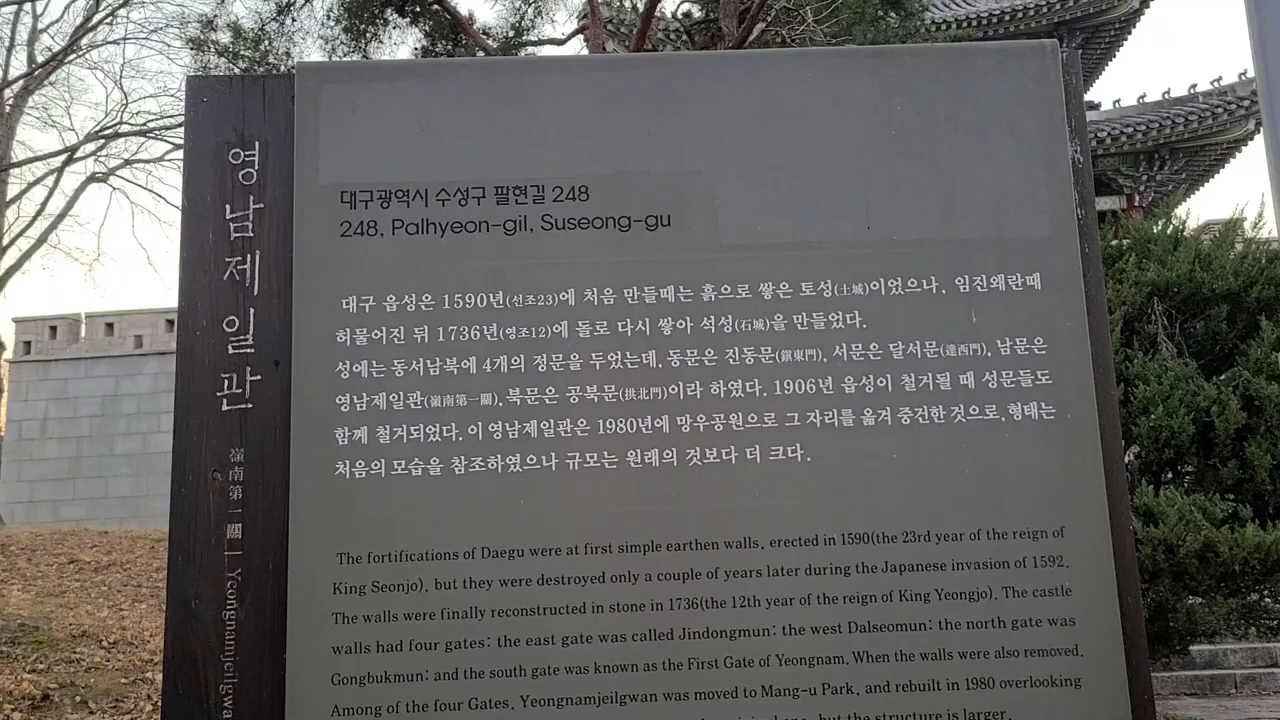 영남제일관
嶺南第一關 | Yeongnamjeilgwa
대구광역시 수성구 팔현길 248
248, Palhyeon-gil, Suseong-gu
대구 읍성은 1590년(선조23)에 처음 만들때는 흙으로 쌓은 토성(土城)이었으나, 임진왜란때
허물어진 뒤 1736년(영조12)에 돌로 다시 쌓아 석성(石城)을 만들었다.
성에는 동서남북에 4개의 정문을 두었는데, 동문은 진동문(鎭東門), 서문은 달서문(達西門), 남문은
영남제일관(嶺南第一關), 북문은 공북문(拱北門)이라 하였다. 1906년 읍성이 철거될 때 성문들도
함께 철거되었다. 이 영남제일관은 1980년에 망우공원으로 그 자리를 옮겨 중건한 것으로, 형태는
처음의 모습을 참조하였으나 규모는 원래의 것보다 더 크다.
The fortifications of Daegu were at first simple earthen walls, erected in 1590(the 23rd year of the reign of
King Seonjo), but they were destroyed only a couple of years later during the Japanese invasion of 1592.
The walls were finally reconstructed in stone in 1736(the 12th year of the reign of King Yeongjo). The castle
walls had four gates: the east gate was called Jindongmun: the west Dalseomun: the north gate was
Gongbukmun: and the south gate was known as the First Gate of Yeongnam. When the walls were also removed.
Among of the four Gates, Yeongnamjeilgwan was moved to Mang-u Park, and rebuilt in 1980 overlooking
but the structure is larger.